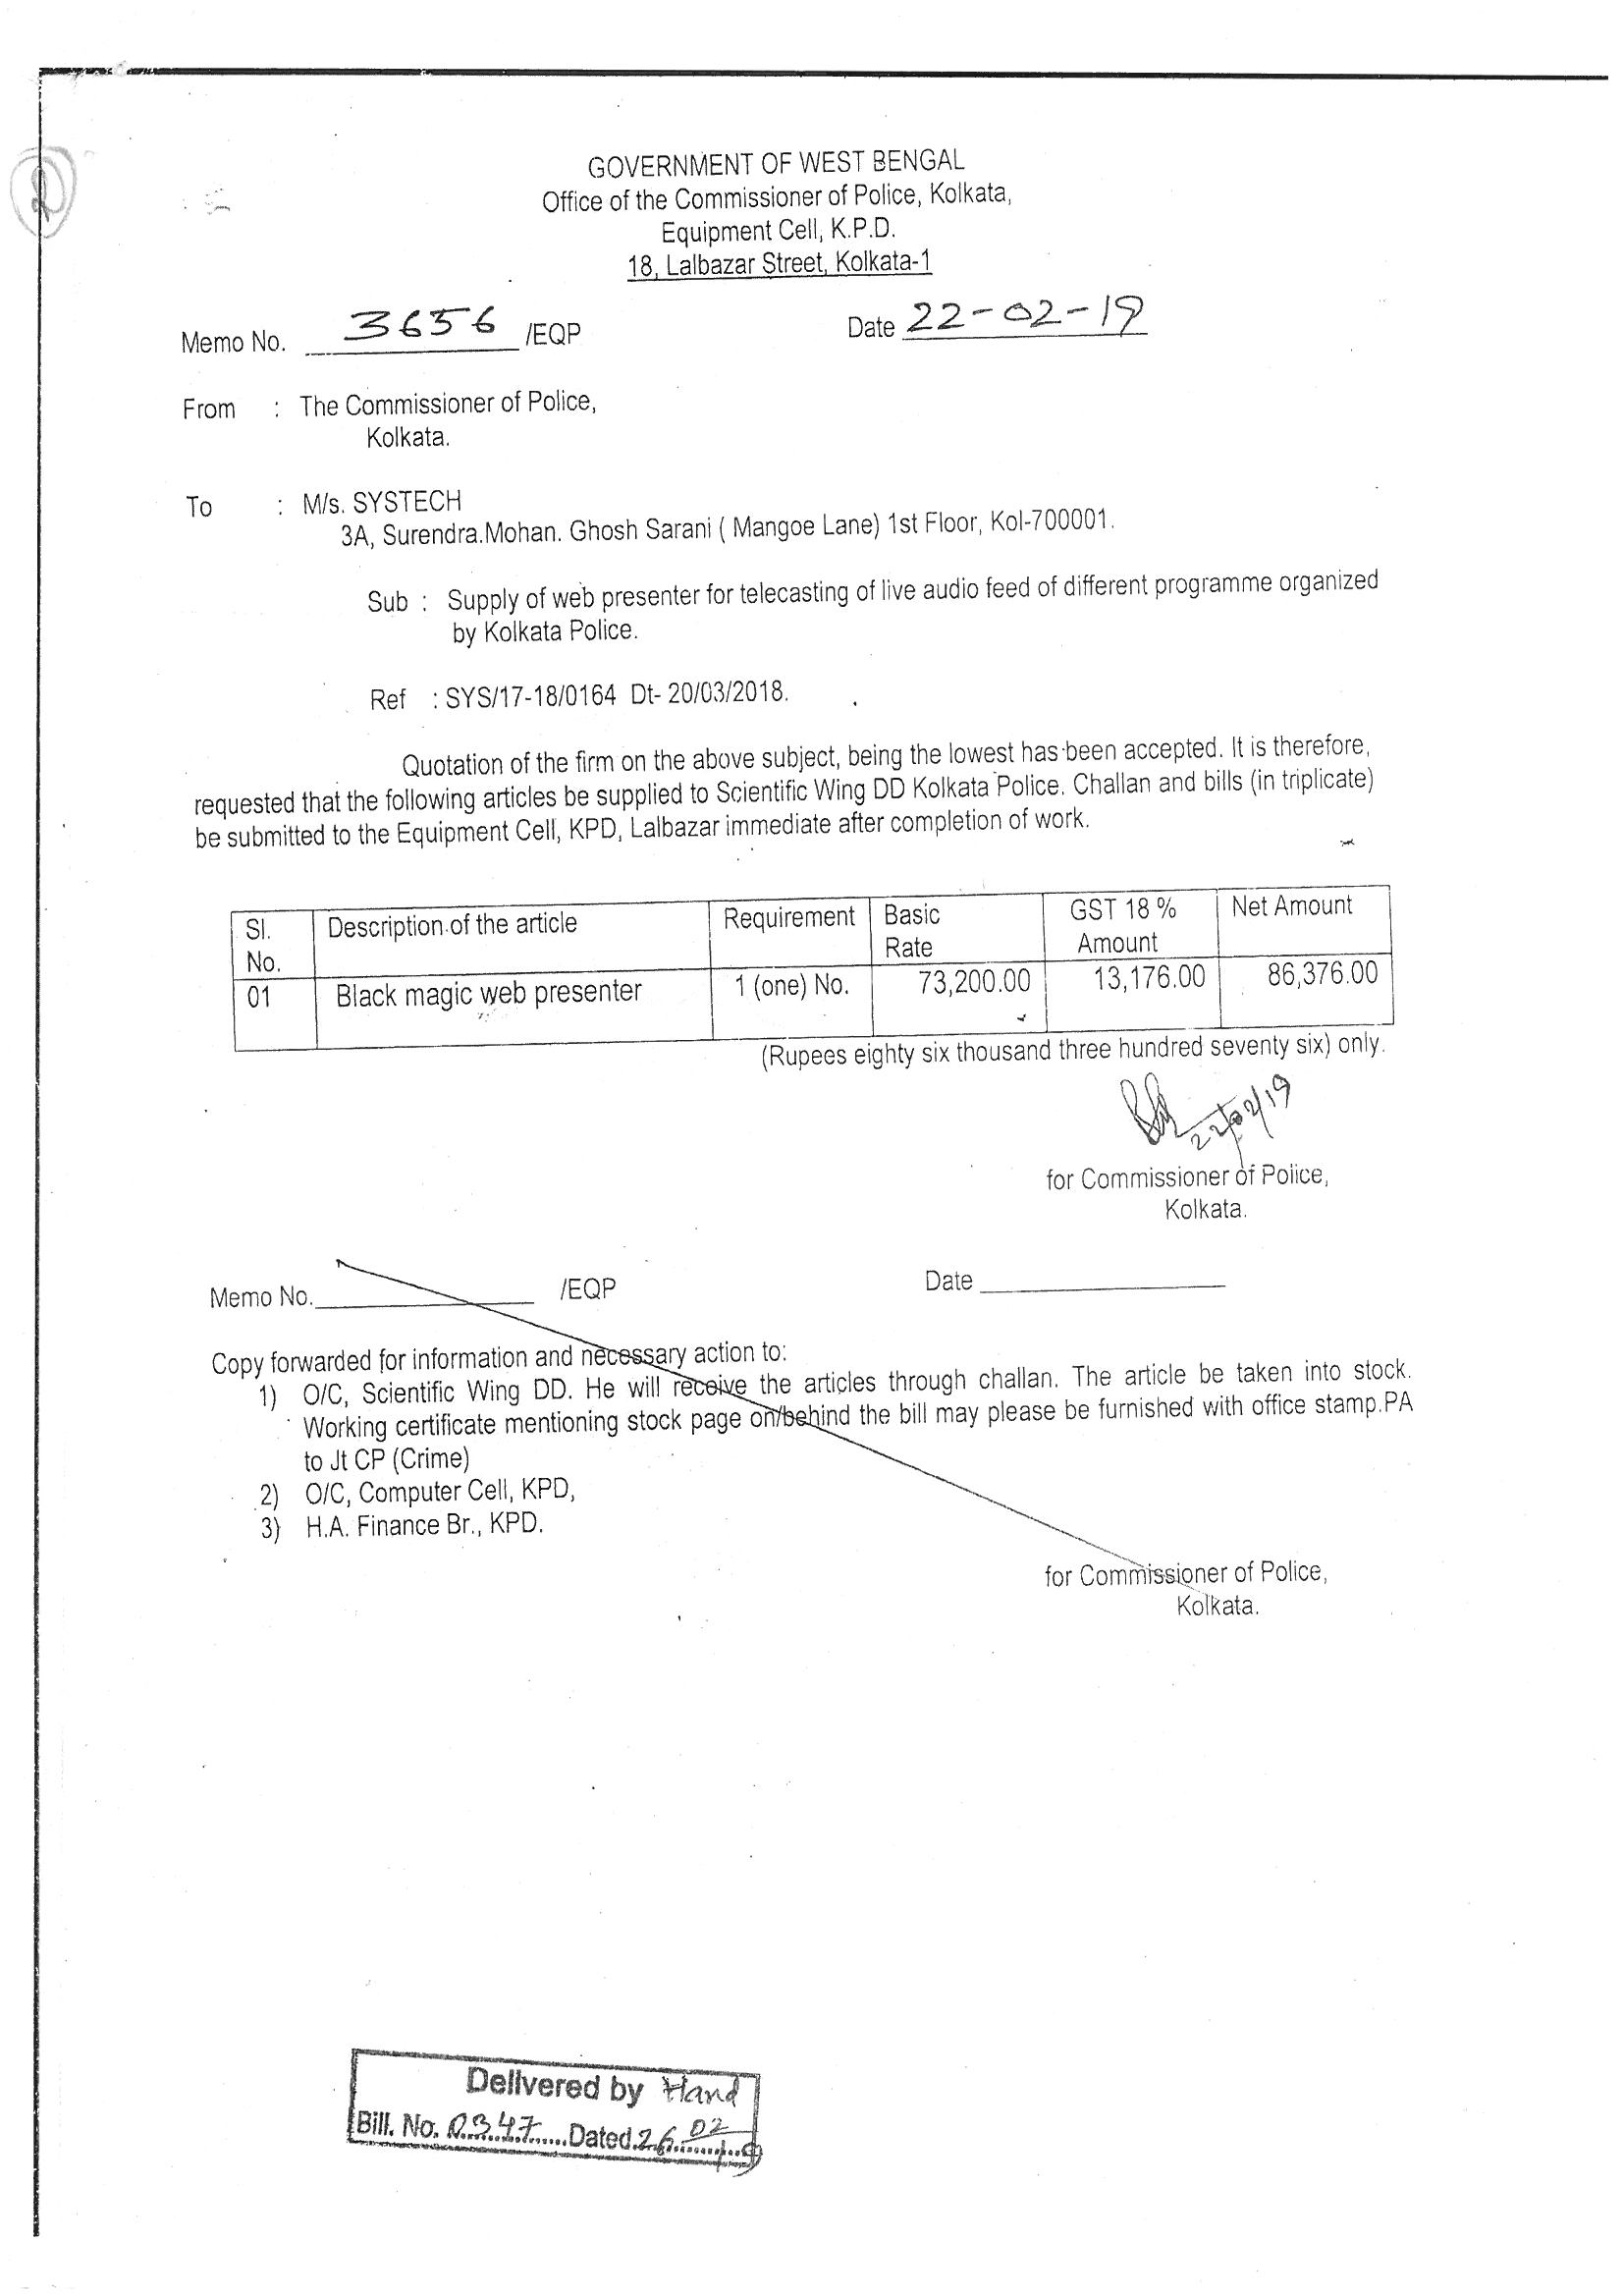 GOVERNMENT OF WEST BENGAL
Office of the Commissioner of Police, Kolkata,
Equipment Cell, K.P.D.
18, Lalbazar Street, Kolkata-1
Memo No. 3656 /EQP Date 22-02-19
From : The Commissioner of Police,
Kolkata.
To : M/s. SYSTECH
3A, Surendra.Mohan. Ghosh Sarani ( Mangoe Lane) 1st Floor, Kol-700001.
Sub : Supply of web presenter for telecasting of live audio feed of different programme organized
by Kolkata Police.
Ref : SYS/17-18/0164 Dt- 20/03/2018.
Quotation of the firm on the above subject, being the lowest has been accepted. It is therefore,
requested that the following articles be supplied to Scientific Wing DD Kolkata Police. Challan and bills (in triplicate)
be submitted to the Equipment Cell, KPD, Lalbazar immediate after completion of work.
Sl. Description of the article Requirement Basic GST 18 % Net Amount
No. Rate Amount
01 Black magic web presenter 1 (one) No. 73,200.00 13,176.00 86,376.00
(Rupees eighty six thousand three hundred seventy six) only.
22/02/19
for Commissioner of Police,
Kolkata.
Memo No. /EQP Date
Copy forwarded for information and necessary action to:
1) O/C, Scientific Wing DD. He will receive the articles through challan. The article be taken into stock.
Working certificate mentioning stock page on/behind the bill may please be furnished with office stamp.PA
to Jt CP (Crime)
2) O/C, Computer Cell, KPD,
3) H.A. Finance Br., KPD.
for Commissioner of Police,
Kolkata.
Delivered by Hand
Bill. No. 0347 Dated. 26 02 19